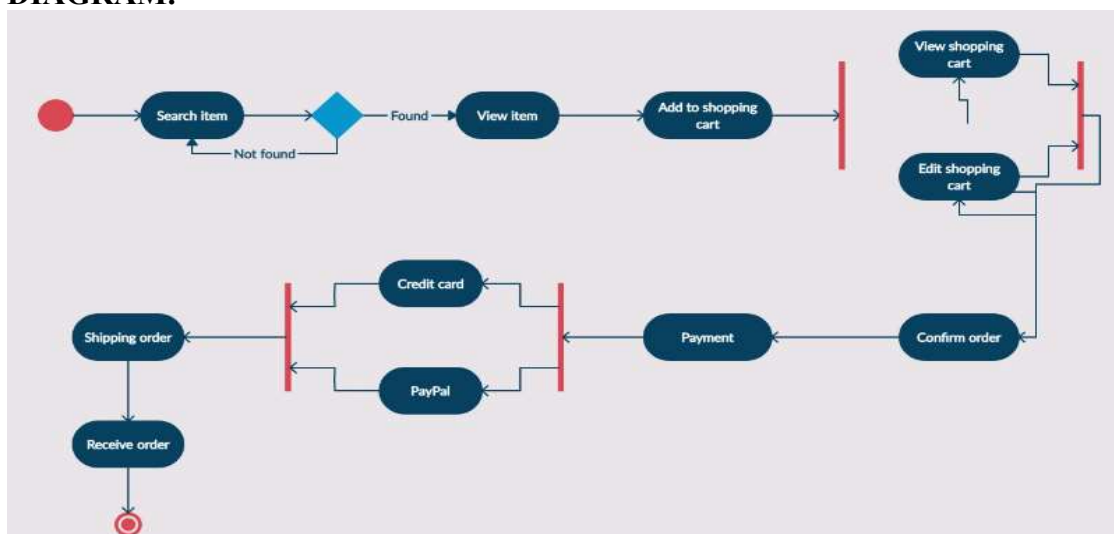 DIAGRAM:
View shopping
cart
Search item
Found
View item
Add to shopping
cart
Not found
Edit shopping
cart
Credit card
Shipping order
Payment
Confirm order
PayPal
Receive order